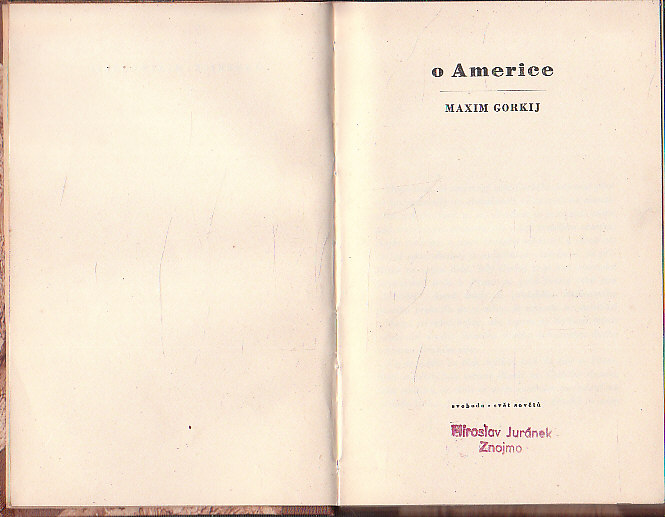 o Americe
MAXIM GORKIJ
svoboda - svět sovětů
Miroslav Juránek
Znojmo